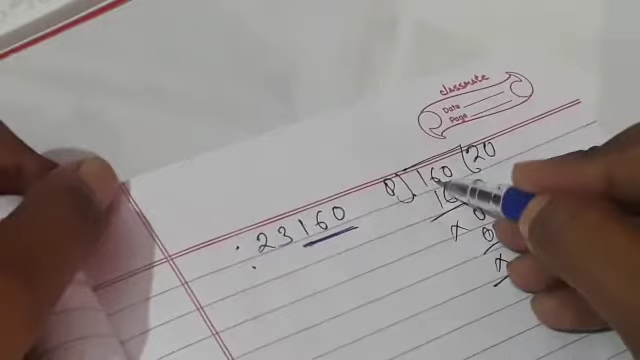 classmate
Date
Page
8 ) 160 ( 20
16
: 23160
x 0
0
x